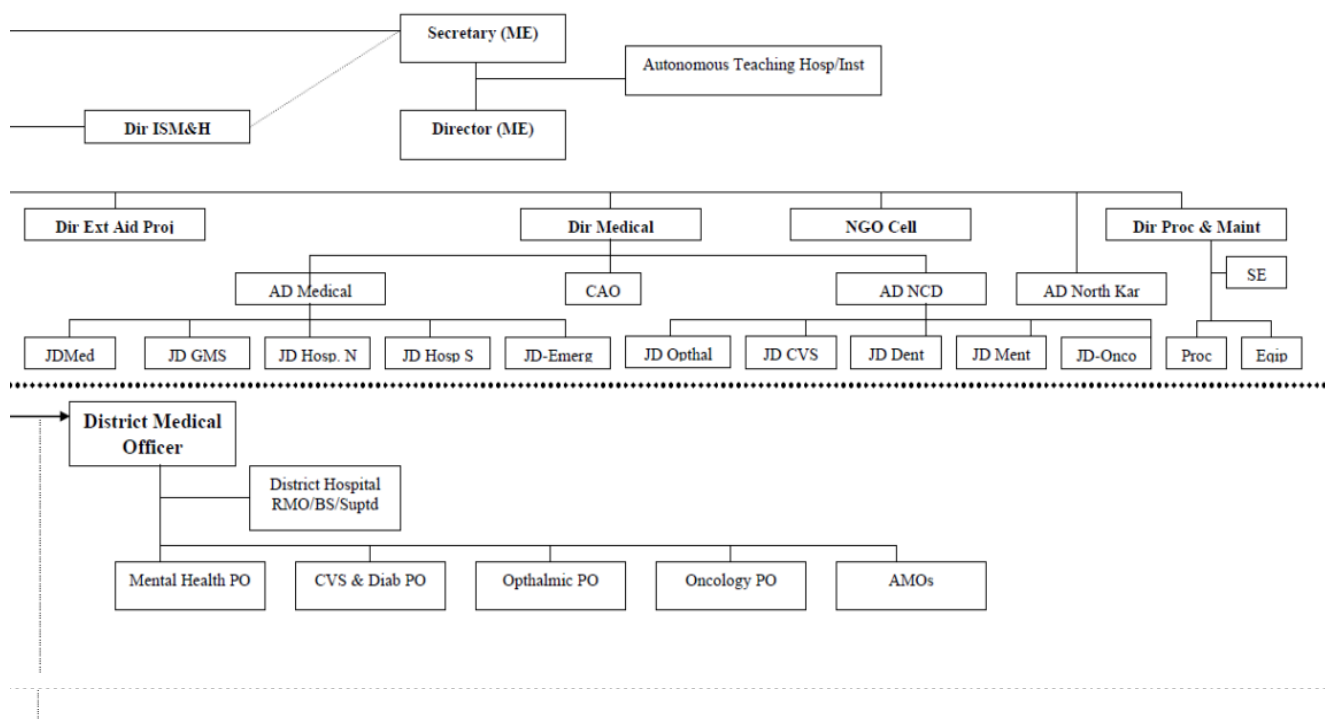 Secretary (ME)
Autonomous Teaching Hosp/Inst
Dir ISM&H
Director (ME)
Dir Ext Aid Proj
Dir Medical
NGO Cell
Dir Proc & Maint
AD Medical
CAO
AD NCD
AD North Kar
SE
JDMed
JD GMS
JD Hosp. N
JD Hosp S
JD-Emerg
JD Opthal
JD CVS
JD Dent
JD Ment
JD-Onco
Proc
Eqip
District Medical
Officer
District Hospital
RMO/BS/Suptd
Mental Health PO
CVS & Diab PO
Opthalmic PO
Oncology PO
AMOs